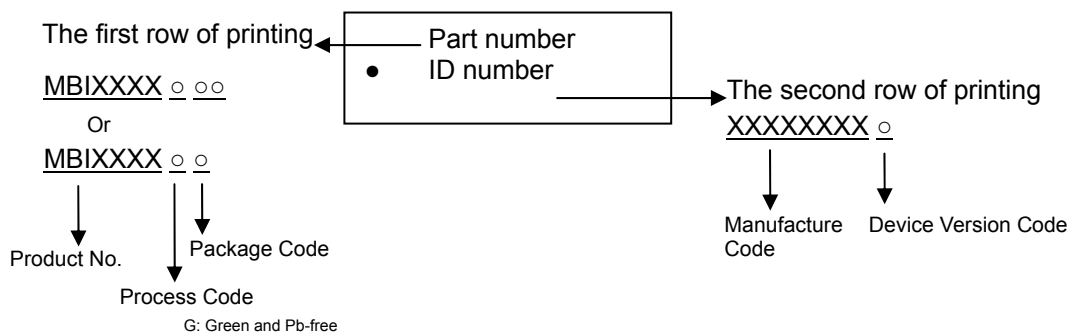 The first row of printing
MBIXXXX ○ ○○
Or
MBIXXXX ○ ○
Product No.
Package Code
Process Code
G: Green and Pb-free
Part number
● ID number
The second row of printing
XXXXXXXX ○
Manufacture
Code
Device Version Code